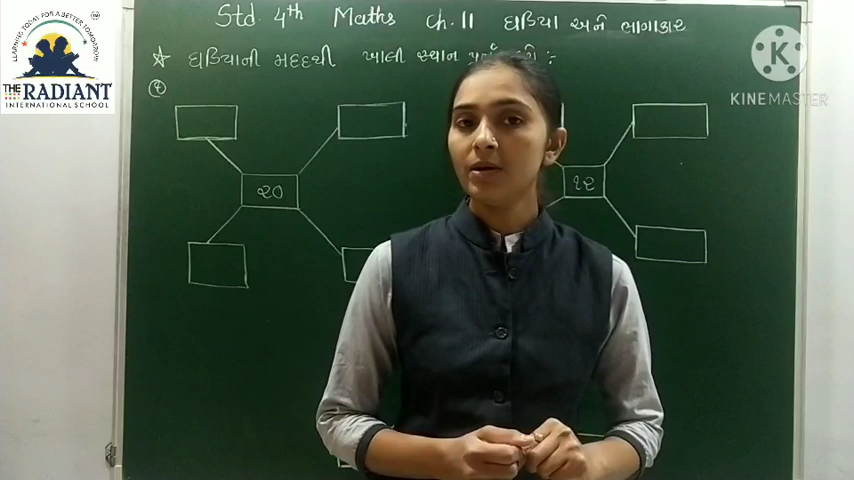 LEARNING TODAY FOR A BETTER TOMORROW
THE RADIANT
INTERNATIONAL SCHOOL
Std. 4th Maths Ch. 11 ઘડિયા અને ભાગાકાર
★ ઘડિયાની મદદથી ખાલી સ્થાન
KINEMASTER
૨૦
૧૨